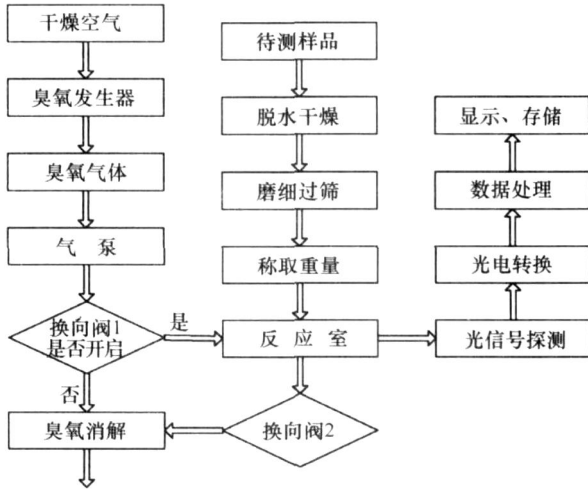 干燥空气
臭氧发生器
臭氧气体
气 泵
换向阀1
是否开启
是
否
臭氧消解
待测样品
脱水干燥
磨细过筛
称取重量
反 应 室
换向阀2
显示、存储
数据处理
光电转换
光信号探测